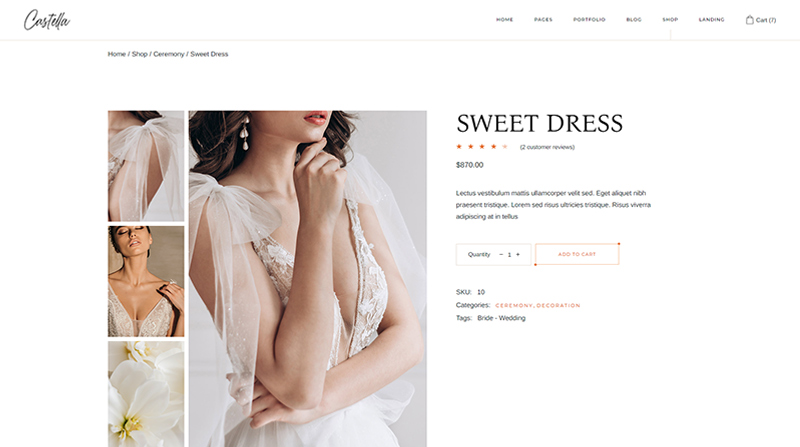 Castella
HOME PAGES PORTFOLIO BLOG SHOP LANDING Cart (7)
Home / Shop / Ceremony / Sweet Dress
SWEET DRESS
(2 customer reviews)
$870.00
Lectus vestibulum mattis ullamcorper velit sed. Eget aliquet nibh
praesent tristique. Lorem sed risus ultricies tristique. Risus viverra
adipiscing at in tellus
Quantity − 1 + ADD TO CART
SKU: 10
Categories: CEREMONY, DECORATION
Tags: Bride - Wedding